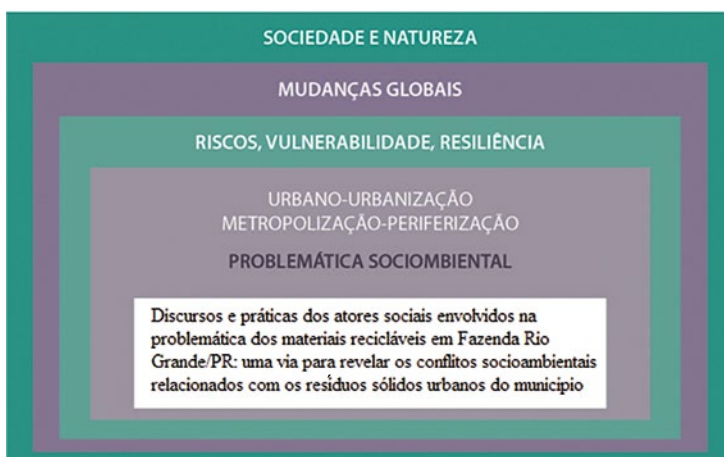 SOCIEDADE E NATUREZA
MUDANÇAS GLOBAIS
RISCOS, VULNERABILIDADE, RESILIÊNCIA
URBANO-URBANIZAÇÃO
METROPOLIZAÇÃO-PERIFERIZAÇÃO
PROBLEMÁTICA SOCIOMBIENTAL
Discursos e práticas dos atores sociais envolvidos na
problemática dos materiais recicláveis em Fazenda Rio
Grande/PR: uma via para revelar os conflitos socioambientais
relacionados com os resíduos sólidos urbanos do município